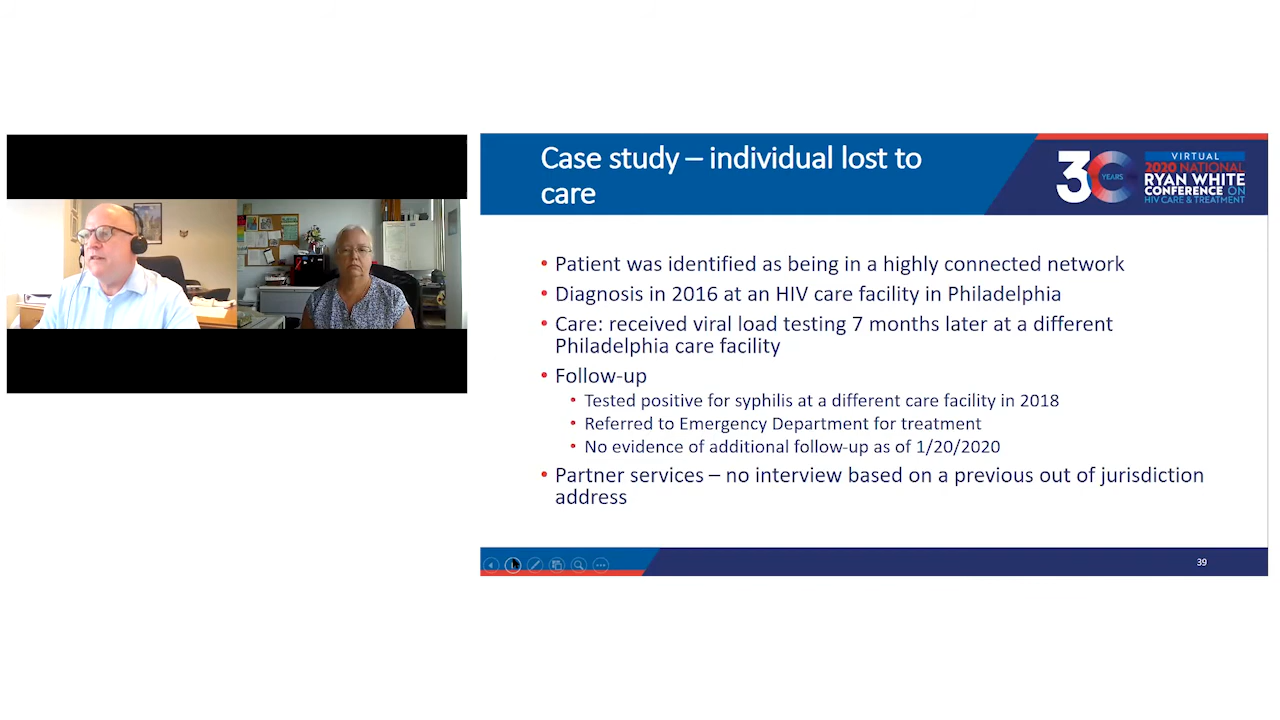 Case study – individual lost to
care
30
YEARS
VIRTUAL
2020 NATIONAL
RYAN WHITE
CONFERENCE ON
HIV CARE & TREATMENT
• Patient was identified as being in a highly connected network
• Diagnosis in 2016 at an HIV care facility in Philadelphia
• Care: received viral load testing 7 months later at a different
Philadelphia care facility
• Follow-up
• Tested positive for syphilis at a different care facility in 2018
• Referred to Emergency Department for treatment
• No evidence of additional follow-up as of 1/20/2020
• Partner services – no interview based on a previous out of jurisdiction
address
39